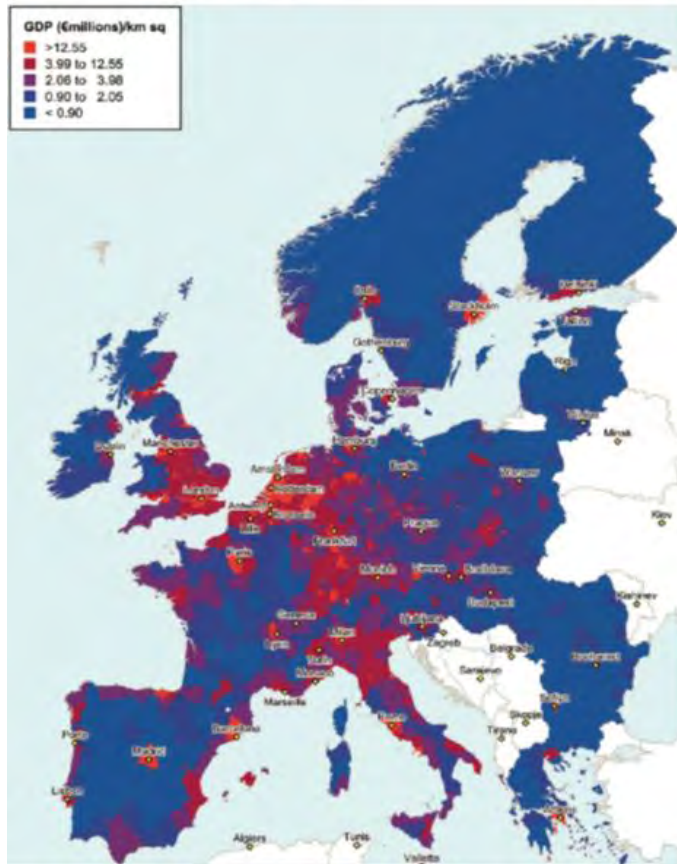 GDP (€millions)/km sq
>12.55
3.99 to 12.55
2.06 to 3.98
0.90 to 2.05
< 0.90
Oslo
Helsinki
Stockholm
Tallinn
Gothenburg
Riga
Copenhagen
Vilnius
Minsk
Dublin
Manchester
Hamburg
Amsterdam
Berlin
Warsaw
London
Rotterdam
Antwerp
Lille
Kiev
Frankfurt
Prague
Paris
Munich
Vienna
Bratislava
Budapest
Kishinev
Geneva
Ljubljana
Lyon
Milan
Zagreb
Turin
Belgrade
Bucharest
Monaco
Sarajevo
Marseille
Sofiya
Skopje
Rome
Tirana
Porto
Barcelona
Madrid
Lisbon
Athens
Algiers
Tunis
Valletta